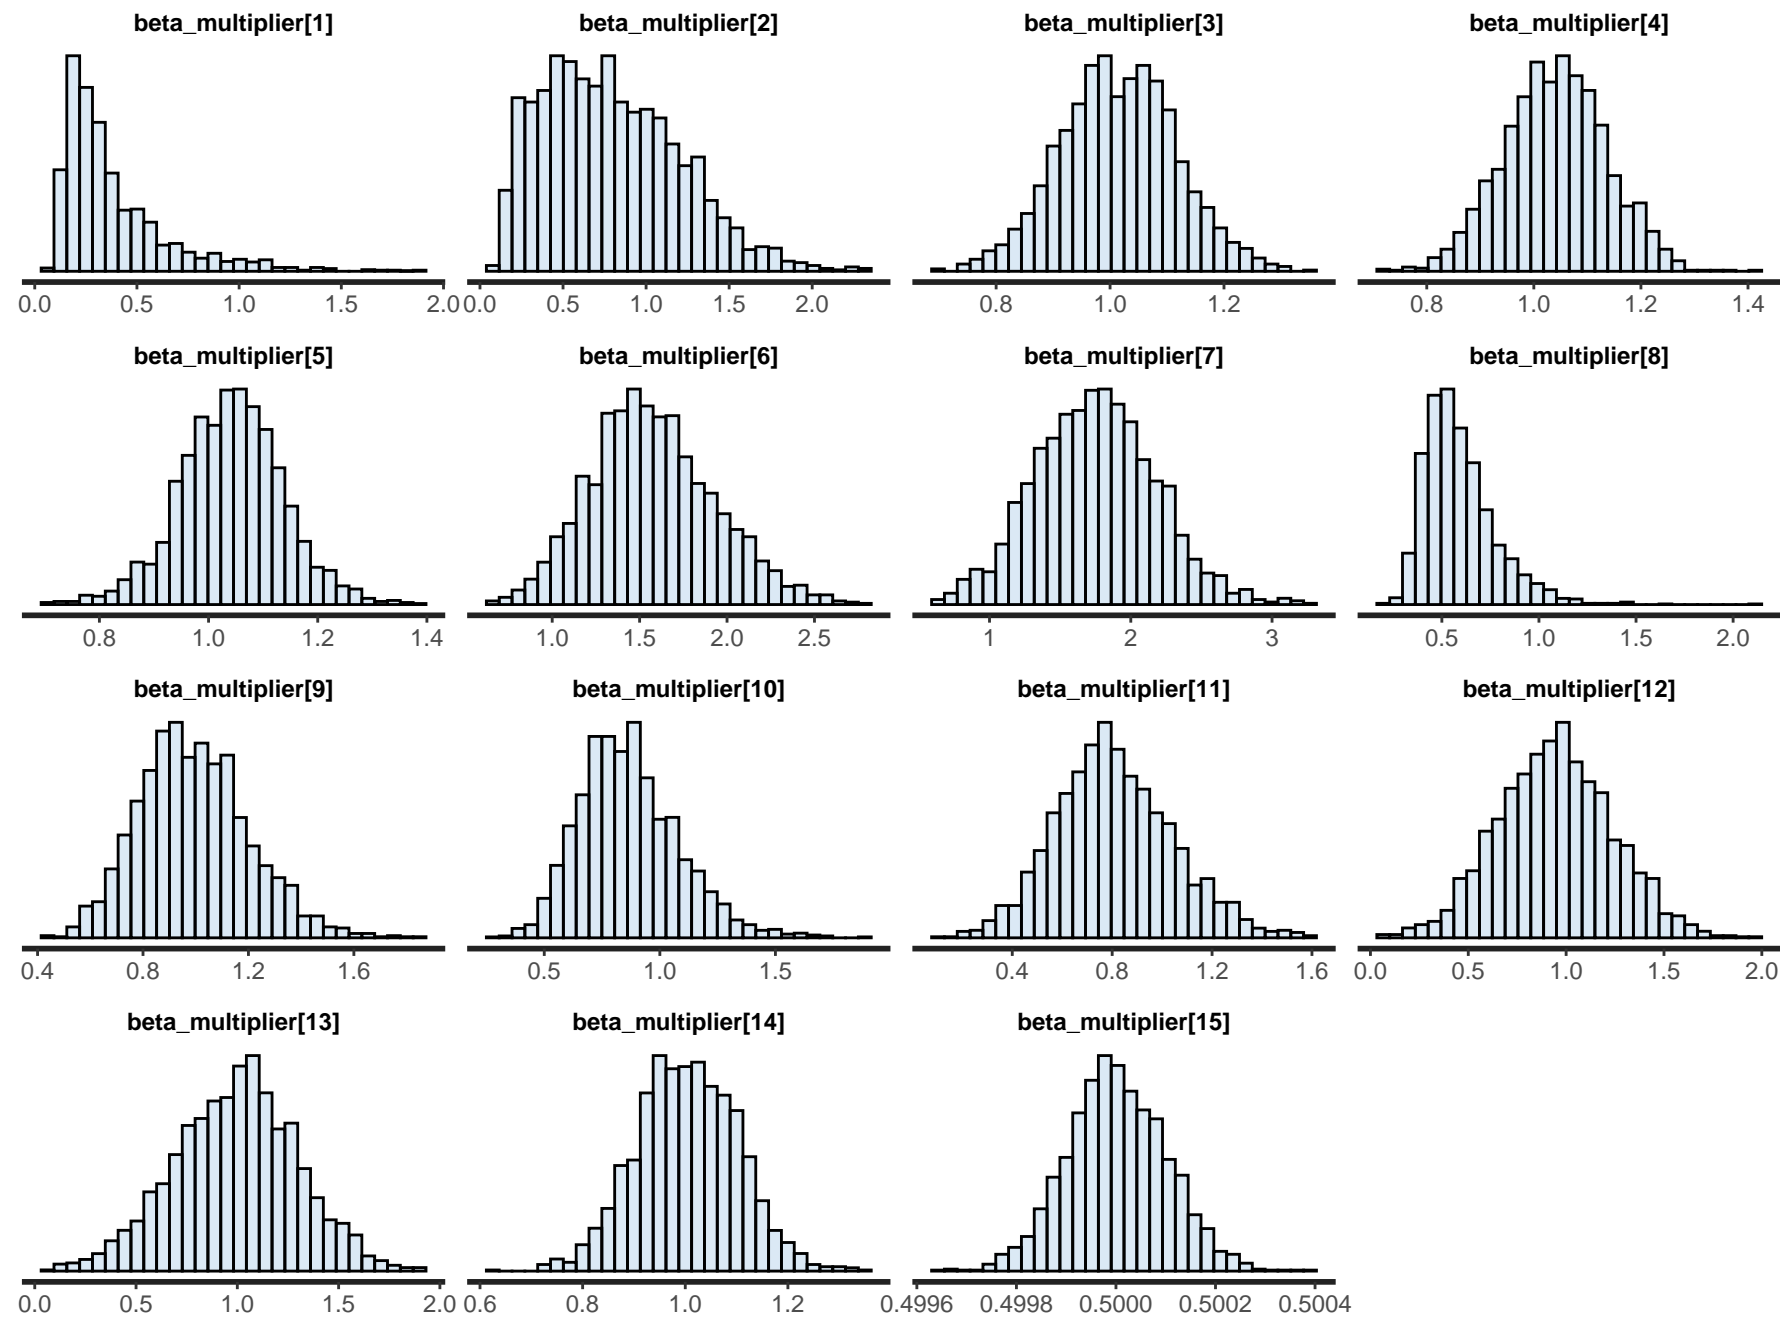 beta_multiplier[1] beta_multiplier[2] beta_multiplier[3] beta_multiplier[4]
0.0 0.5 1.0 1.5 2.0 0.0 0.5 1.0 1.5 2.0 0.8 1.0 1.2 0.8 1.0 1.2 1.4
beta_multiplier[5] beta_multiplier[6] beta_multiplier[7] beta_multiplier[8]
0.8 1.0 1.2 1.4 1.0 1.5 2.0 2.5 1 2 3 0.5 1.0 1.5 2.0
beta_multiplier[9] beta_multiplier[10] beta_multiplier[11] beta_multiplier[12]
0.4 0.8 1.2 1.6 0.5 1.0 1.5 0.4 0.8 1.2 1.6 0.0 0.5 1.0 1.5 2.0
beta_multiplier[13] beta_multiplier[14] beta_multiplier[15]
0.0 0.5 1.0 1.5 2.0 0.6 0.8 1.0 1.2 0.4996 0.4998 0.5000 0.5002 0.5004